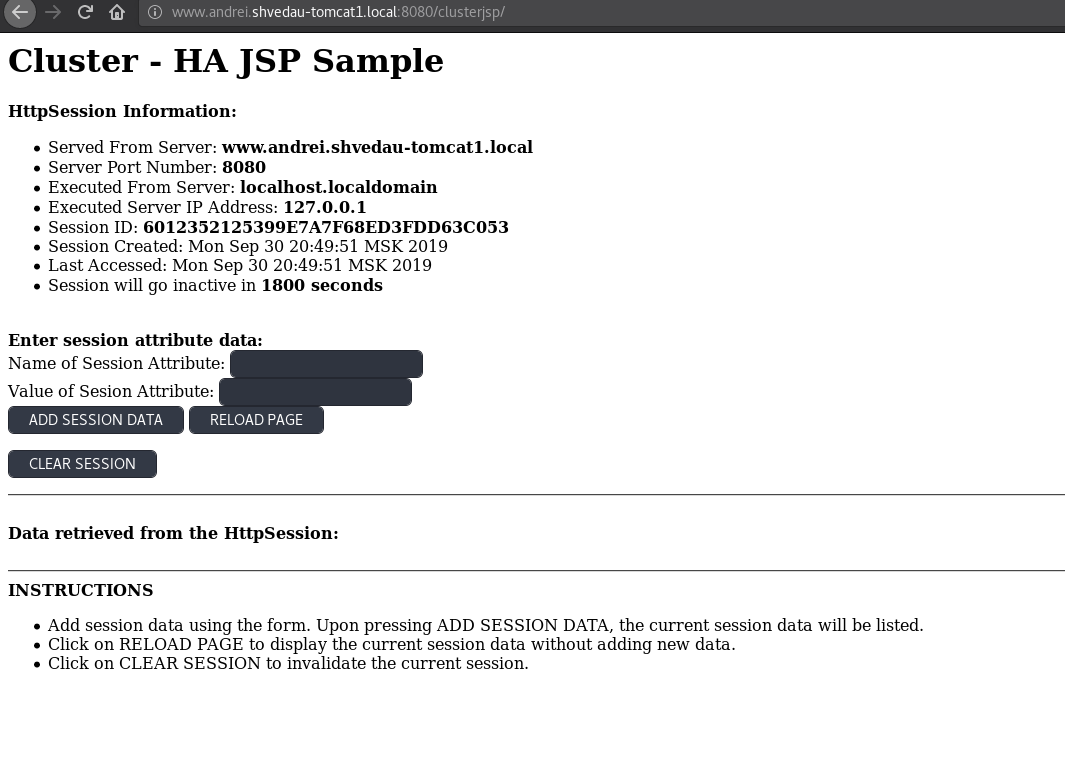 www.andrei.shvedau-tomcat1.local:8080/clusterjsp/
Cluster - HA JSP Sample
HttpSession Information:
Served From Server: www.andrei.shvedau-tomcat1.local
Server Port Number: 8080
Executed From Server: localhost.localdomain
Executed Server IP Address: 127.0.0.1
Session ID: 6012352125399E7A7F68ED3FDD63C053
Session Created: Mon Sep 30 20:49:51 MSK 2019
Last Accessed: Mon Sep 30 20:49:51 MSK 2019
Session will go inactive in 1800 seconds
Enter session attribute data:
Name of Session Attribute:
Value of Sesion Attribute:
ADD SESSION DATA RELOAD PAGE
CLEAR SESSION
Data retrieved from the HttpSession:
INSTRUCTIONS
Add session data using the form. Upon pressing ADD SESSION DATA, the current session data will be listed.
Click on RELOAD PAGE to display the current session data without adding new data.
Click on CLEAR SESSION to invalidate the current session.